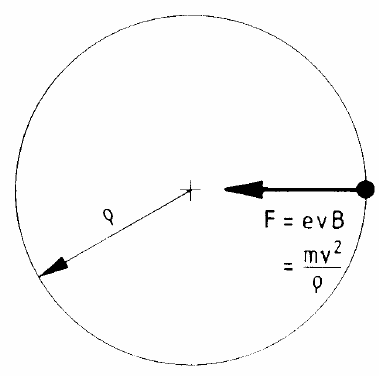 ρ
F = evB
= mv²/ρ